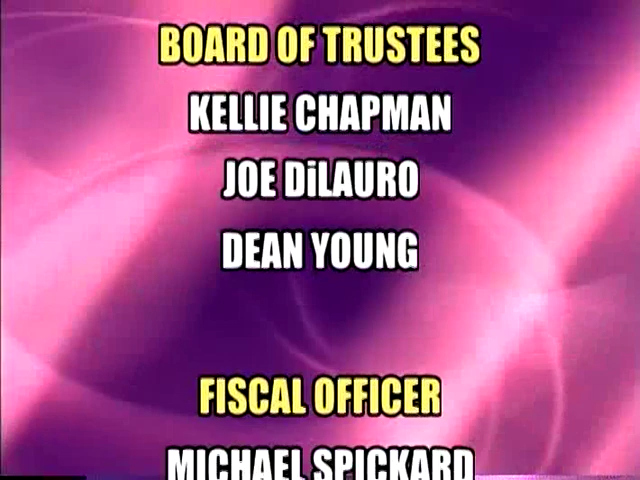 BOARD OF TRUSTEES
KELLIE CHAPMAN
JOE DiLAURO
DEAN YOUNG
FISCAL OFFICER
MICHAEL SPICKARD